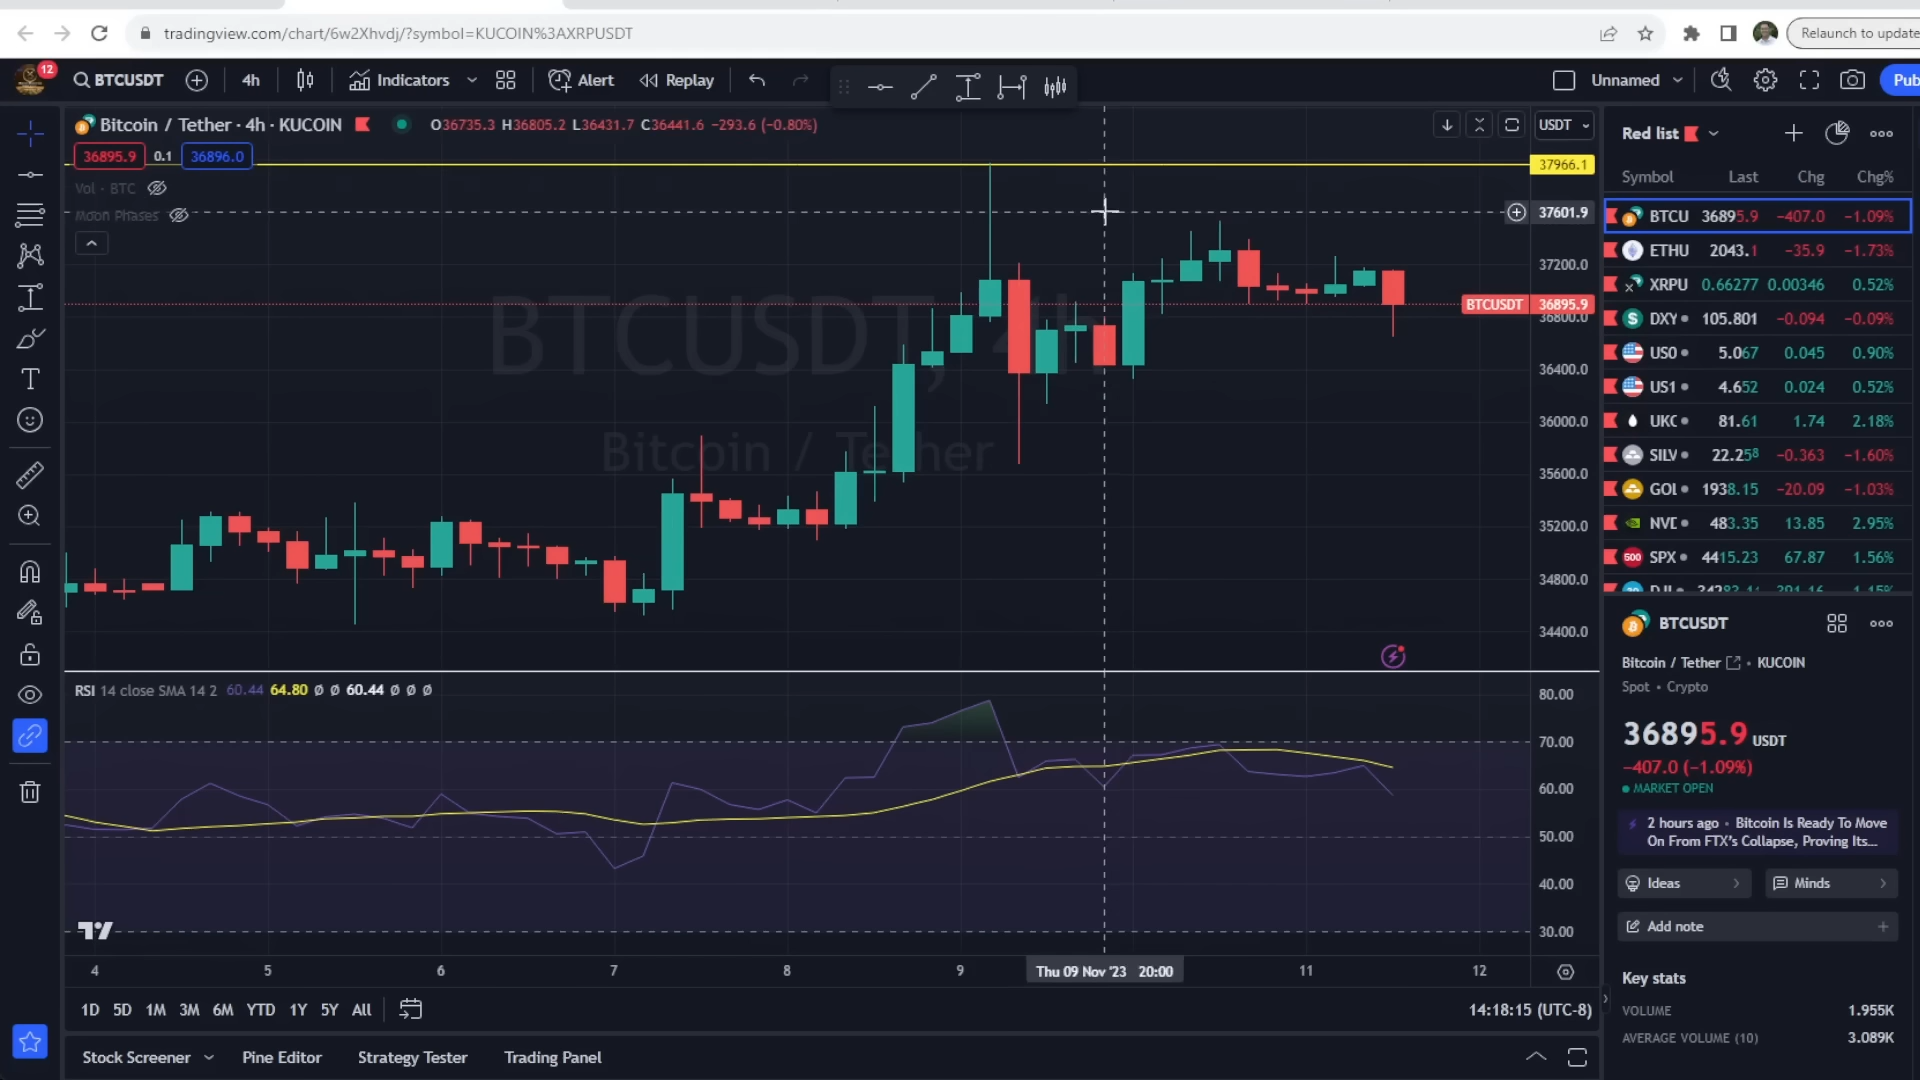 tradingview.com/chart/6w2Xhvdj/?symbol=KUCOIN%3AXRPUSDT
Relaunch to update
12
BTCUSDT
4h
Indicators
Alert
Replay
Unnamed
Pub
Bitcoin / Tether · 4h · KUCOIN
O36735.3 H36805.2 L36431.7 C36441.6 −293.6 (−0.80%)
USDT
36895.9 0.1 36896.0
Vol · BTC
Moon Phases
BTCUSDT, 4h
Bitcoin / Tether
37966.1
37601.9
37200.0
BTCUSDT 36895.9
36800.0
36400.0
36000.0
35600.0
35200.0
34800.0
34400.0
RSI 14 close SMA 14 2 60.44 64.80 Ø Ø 60.44 Ø Ø Ø
80.00
70.00
60.00
50.00
40.00
30.00
4 5 6 7 8 9 Thu 09 Nov '23 20:00 11 12
1D 5D 1M 3M 6M YTD 1Y 5Y All
14:18:15 (UTC-8)
Stock Screener Pine Editor Strategy Tester Trading Panel
Red list
Symbol Last Chg Chg%
BTCU 36895.9 −407.0 −1.09%
ETHU 2043.1 −35.9 −1.73%
XRPU 0.66277 0.00346 0.52%
DXY 105.801 −0.094 −0.09%
US0 5.067 0.045 0.90%
US1 4.652 0.024 0.52%
UKC 81.61 1.74 2.18%
SILV 22.258 −0.363 −1.60%
GOL 1938.15 −20.09 −1.03%
NVD 483.35 13.85 2.95%
500 SPX 4415.23 67.87 1.56%
BTCUSDT
Bitcoin / Tether • KUCOIN
Spot • Crypto
36895.9 USDT
−407.0 (−1.09%)
MARKET OPEN
2 hours ago • Bitcoin Is Ready To Move
On From FTX's Collapse, Proving Its...
Ideas
Minds
Add note
Key stats
VOLUME 1.955K
AVERAGE VOLUME (10) 3.089K